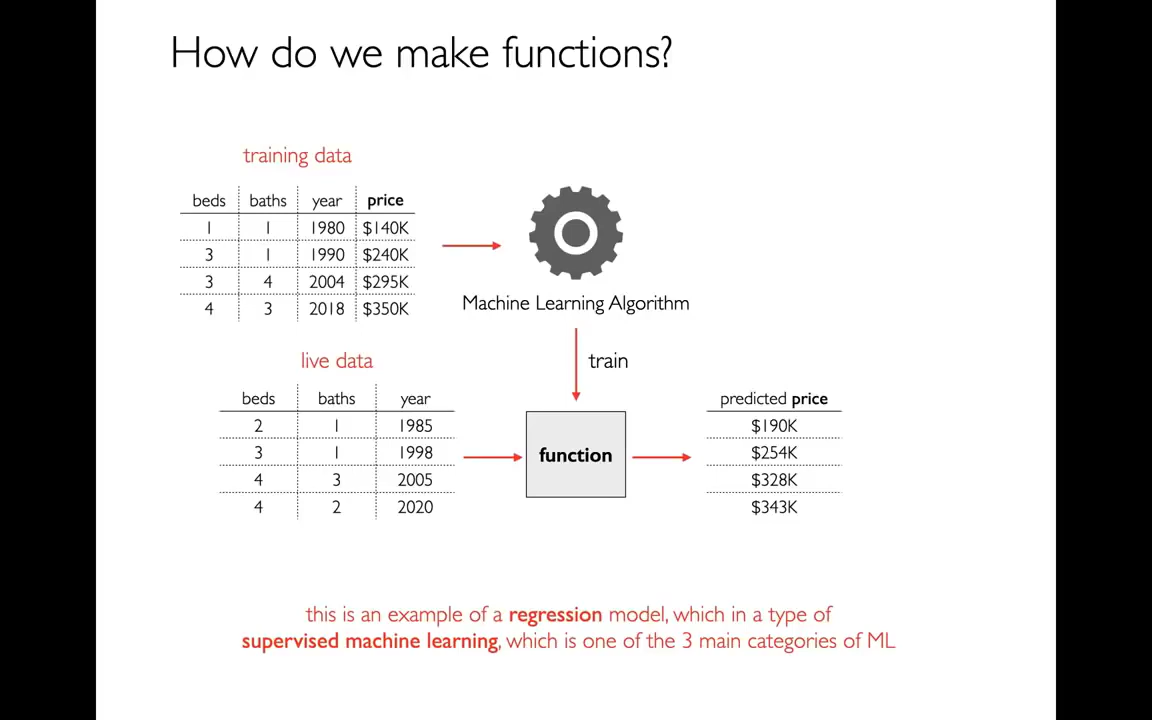 How do we make functions?
training data
beds baths year price
1 1 1980 $140K
3 1 1990 $240K
3 4 2004 $295K
4 3 2018 $350K
Machine Learning Algorithm
train
live data
beds baths year
2 1 1985
3 1 1998
4 3 2005
4 2 2020
function
predicted price
$190K
$254K
$328K
$343K
this is an example of a regression model, which in a type of
supervised machine learning, which is one of the 3 main categories of ML